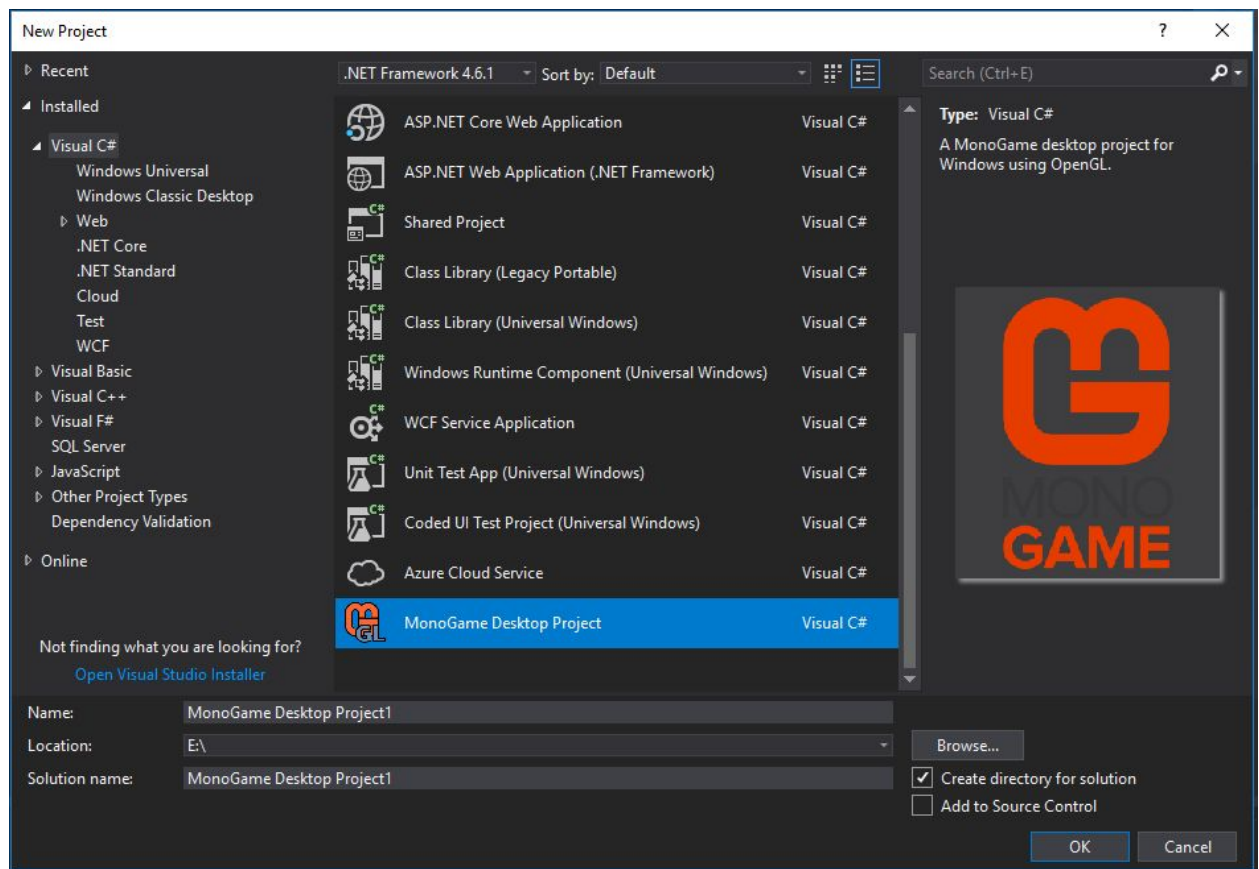 New Project
?
Recent
Installed
Visual C#
Windows Universal
Windows Classic Desktop
Web
.NET Core
.NET Standard
Cloud
Test
WCF
Visual Basic
Visual C++
Visual F#
SQL Server
JavaScript
Other Project Types
Dependency Validation
Online
Not finding what you are looking for?
Open Visual Studio Installer
.NET Framework 4.6.1 Sort by: Default
ASP.NET Core Web Application Visual C#
ASP.NET Web Application (.NET Framework) Visual C#
C# Shared Project Visual C#
C# Class Library (Legacy Portable) Visual C#
C# Class Library (Universal Windows) Visual C#
C# Windows Runtime Component (Universal Windows) Visual C#
C# WCF Service Application Visual C#
C# Unit Test App (Universal Windows) Visual C#
C# Coded UI Test Project (Universal Windows) Visual C#
Azure Cloud Service Visual C#
GL MonoGame Desktop Project Visual C#
Search (Ctrl+E)
Type: Visual C#
A MonoGame desktop project for
Windows using OpenGL.
MONO
GAME
Name: MonoGame Desktop Project1
Location: E:\ Browse...
Solution name: MonoGame Desktop Project1
Create directory for solution
Add to Source Control
OK Cancel